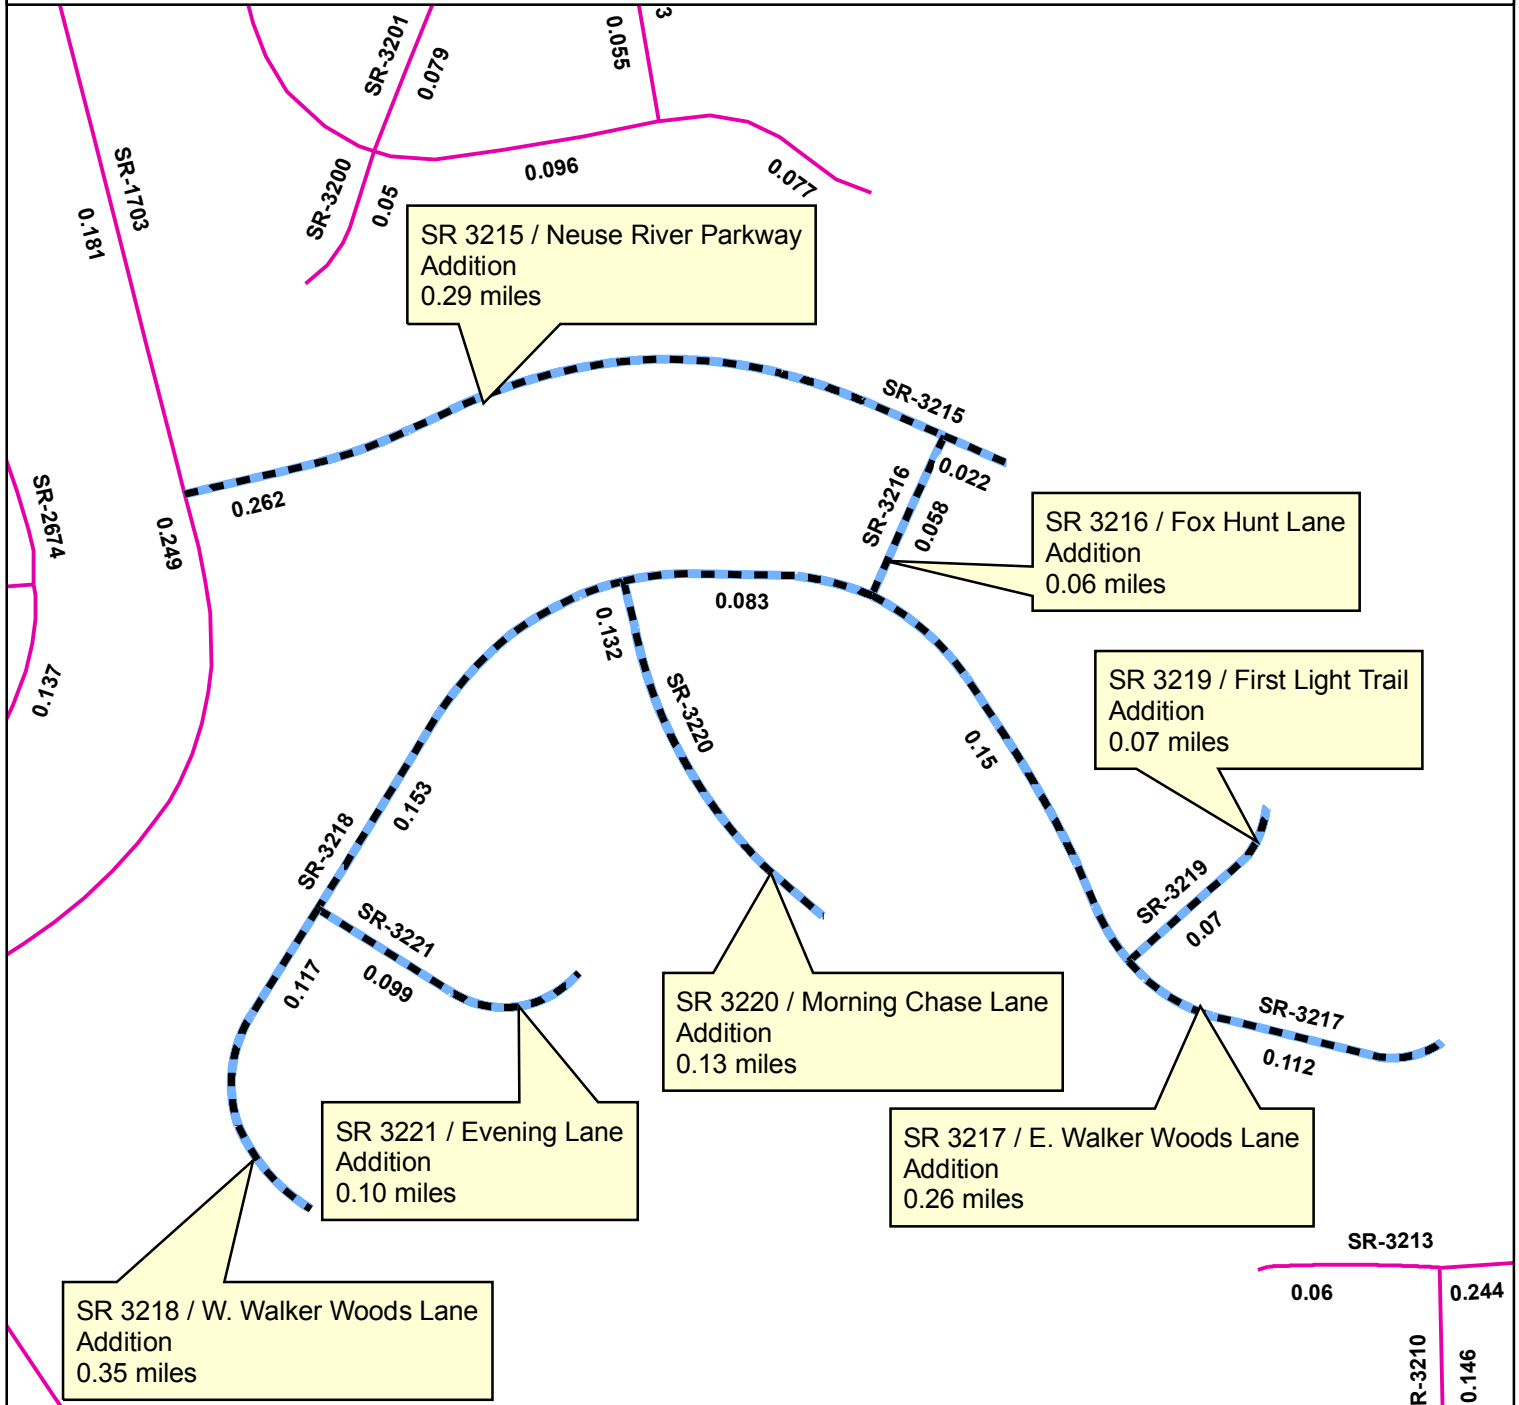 SR-3201
0.079
0.055
3
SR-1703
0.181
SR-3200
0.05
0.096
0.077
SR 3215 / Neuse River Parkway
Addition
0.29 miles
SR-3215
0.022
SR-3216
0.058
0.262
SR-2674
0.249
0.137
SR 3216 / Fox Hunt Lane
Addition
0.06 miles
0.083
0.132
SR-3220
0.15
SR 3219 / First Light Trail
Addition
0.07 miles
SR-3218
0.153
SR-3219
0.07
SR-3221
0.099
0.117
SR 3220 / Morning Chase Lane
Addition
0.13 miles
SR-3217
0.112
SR 3221 / Evening Lane
Addition
0.10 miles
SR 3217 / E. Walker Woods Lane
Addition
0.26 miles
SR 3218 / W. Walker Woods Lane
Addition
0.35 miles
SR-3213
0.06
0.244
R-3210
0.146